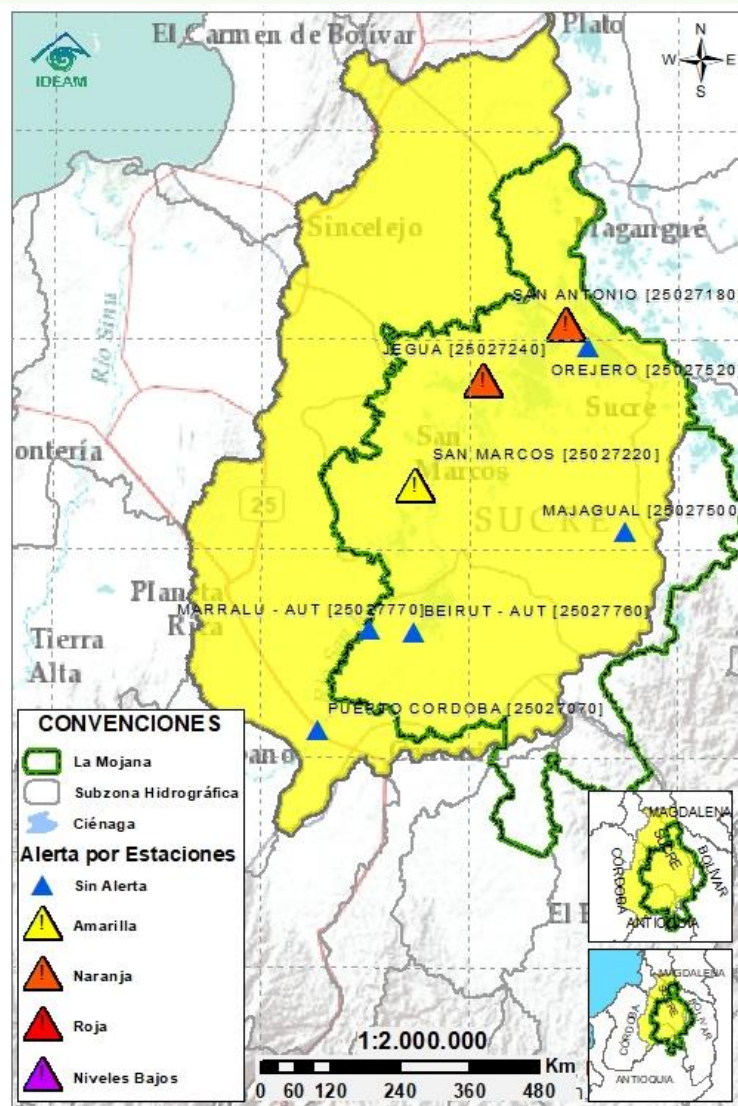 IDEAM
El Carmen de Bolívar
Plato
N
W E
S
Sincelejo
Magangué
Río Sinú
SAN ANTONIO [25027180]
JEGUA [25027240]
OREJERO [25027520]
Sucre
ontería
San
Marcos
SAN MARCOS [25027220]
25
MAJAGUAL [25027500]
SUCRE
Planeta
Rica
MARRALU - AUT [25027770]
BEIRUT - AUT [25027760]
Tierra
Alta
PUERTO CORDOBA [25027070]
CONVENCIONES
La Mojana
Subzona Hidrográfica
Ciénaga
Alerta por Estaciones
Sin Alerta
Amarilla
Naranja
Roja
Niveles Bajos
ano
El B
MAGDALENA
SUCRE
CÓRDOBA
BOLÍVAR
ANTIOQUIA
MAGDALENA
SUCRE
CÓRDOBA
BOLÍVAR
ANTIOQUIA
1:2.000.000
Km
0 60 120 240 360 480